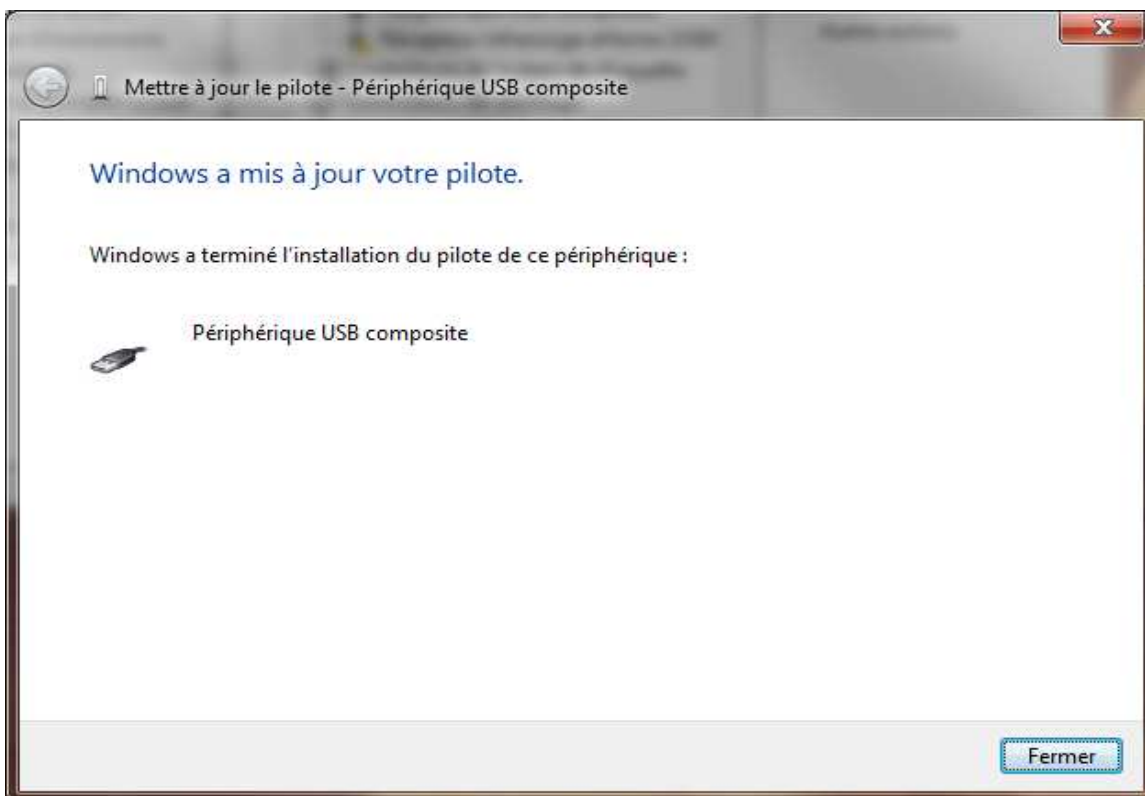 Mettre à jour le pilote - Périphérique USB composite
Windows a mis à jour votre pilote.
Windows a terminé l'installation du pilote de ce périphérique :
Périphérique USB composite
Fermer